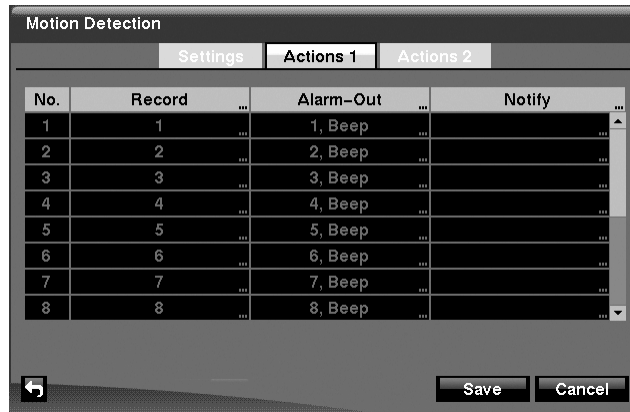 Motion Detection
Settings Actions 1 Actions 2
No. Record ... Alarm-Out ... Notify ...
1 1 ... 1, Beep ... ...
2 2 ... 2, Beep ... ...
3 3 ... 3, Beep ... ...
4 4 ... 4, Beep ... ...
5 5 ... 5, Beep ... ...
6 6 ... 6, Beep ... ...
7 7 ... 7, Beep ... ...
8 8 ... 8, Beep ... ...
Save Cancel